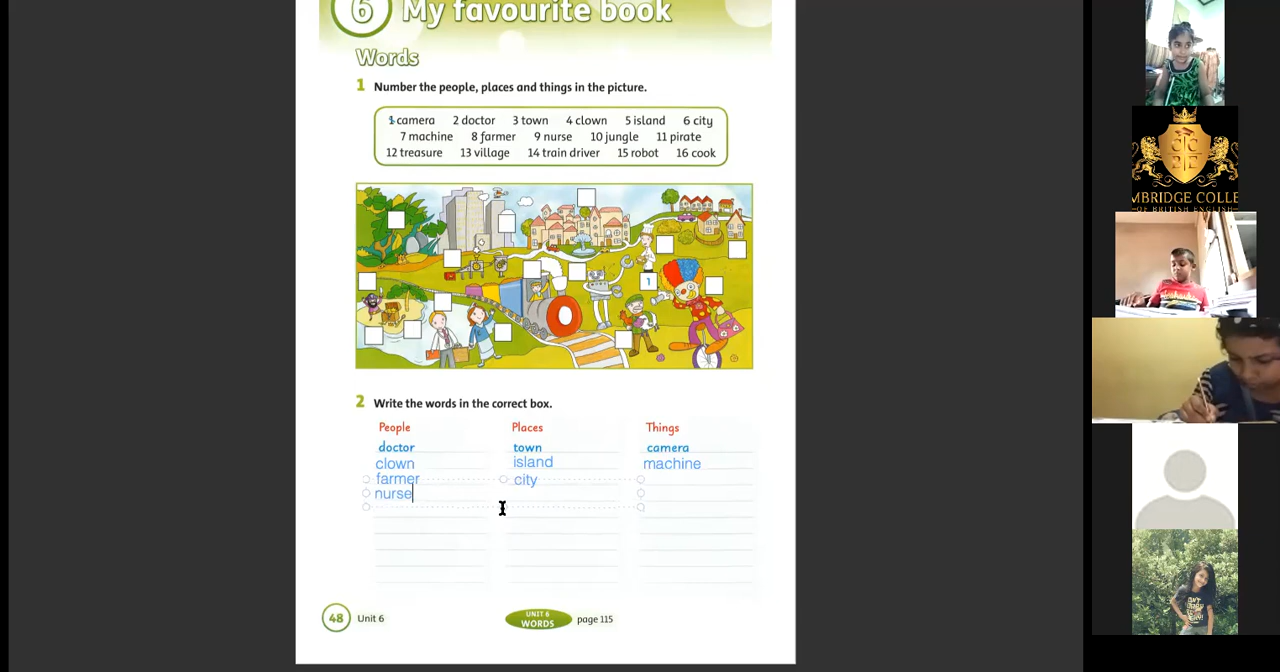 6 My favourite book
Words
1 Number the people, places and things in the picture.
1 camera 2 doctor 3 town 4 clown 5 island 6 city
7 machine 8 farmer 9 nurse 10 jungle 11 pirate
12 treasure 13 village 14 train driver 15 robot 16 cook
1
2 Write the words in the correct box.
People Places Things
doctor town camera
clown island machine
farmer city
nurse
48 Unit 6
UNIT 6
WORDS
page 115
MBRIDGE COLLE
OF BRITISH ENGLISH